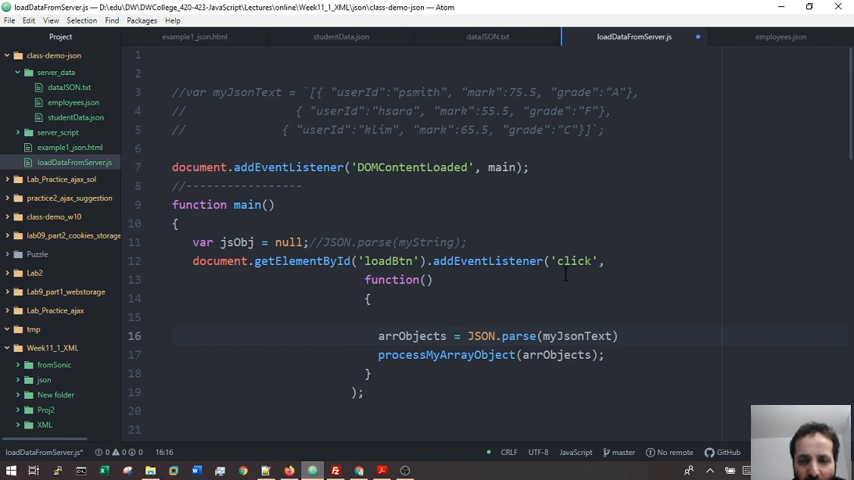 loadDataFromServer.js — D:\edu\DW\DWCollege_420-423-JavaScript\Lectures\online\Week11_1_XML\json\class-demo-json — Atom
File Edit View Selection Find Packages Help
Project example1_json.html studentData.json dataJSON.txt loadDataFromServer.js employees.json
class-demo-json
server_data
dataJSON.txt
employees.json
studentData.json
server_script
example1_json.html
loadDataFromServer.js
Lab_Practice_ajax_sol
practice2_ajax_suggestion
class-demo_w10
lab09_part2_cookies_storage
Puzzle
Lab2
Lab9_part1_webstorage
Lab_Practice_ajax
tmp
Week11_1_XML
fromSonic
json
New folder
Proj2
XML
1
2
3 //var myJsonText = `[{ "userId":"psmith", "mark":75.5, "grade":"A"},
4 // { "userId":"hsara", "mark":55.5, "grade":"F"},
5 // { "userId":"klim", "mark":65.5, "grade":"C"}]`;
6
7 document.addEventListener('DOMContentLoaded', main);
8 //-----------------
9 function main()
10 {
11 var jsObj = null;//JSON.parse(myString);
12 document.getElementById('loadBtn').addEventListener('click',
13 function()
14 {
16 arrObjects = JSON.parse(myJsonText)
17 processMyArrayObject(arrObjects);
18 }
19 );
20
21
loadDataFromServer.js* 0 0 0 16:16 CRLF UTF-8 JavaScript master No remote GitHub